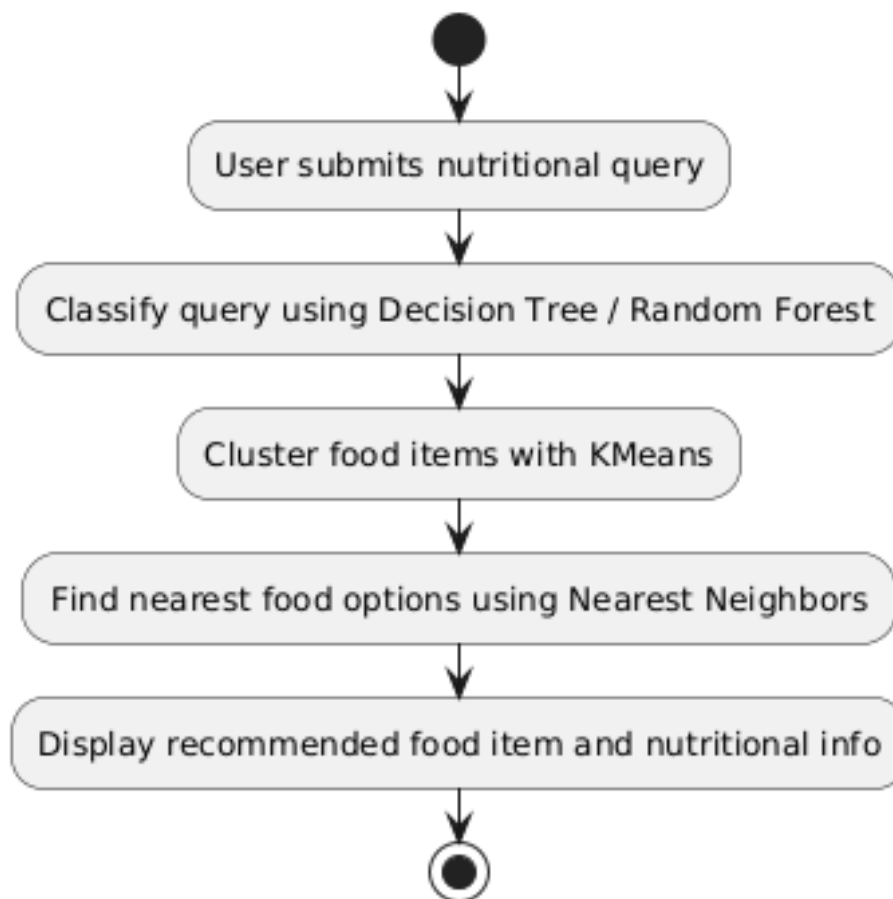 User submits nutritional query
Classify query using Decision Tree / Random Forest
Cluster food items with KMeans
Find nearest food options using Nearest Neighbors
Display recommended food item and nutritional info